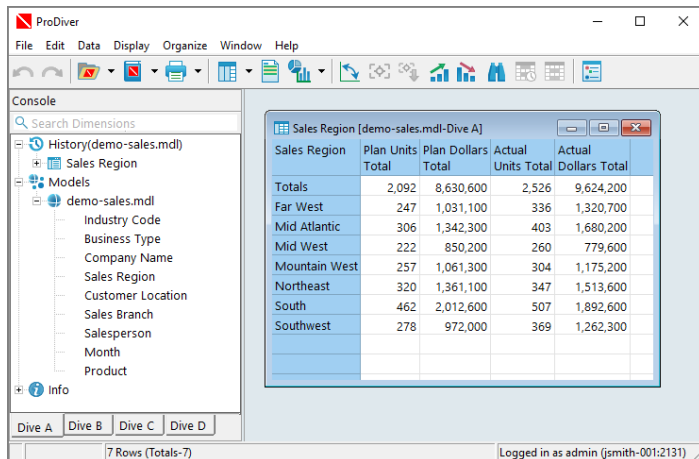 ProDiver
File Edit Data Display Organize Window Help
Console
Search Dimensions
History(demo-sales.mdl)
Sales Region
Models
demo-sales.mdl
Industry Code
Business Type
Company Name
Sales Region
Customer Location
Sales Branch
Salesperson
Month
Product
Info
Dive A Dive B Dive C Dive D
Sales Region [demo-sales.mdl-Dive A]
Sales Region Plan Units Plan Dollars Actual Actual
Total Total Units Total Dollars Total
Totals 2,092 8,630,600 2,526 9,624,200
Far West 247 1,031,100 336 1,320,700
Mid Atlantic 306 1,342,300 403 1,680,200
Mid West 222 850,200 260 779,600
Mountain West 257 1,061,300 304 1,175,200
Northeast 320 1,361,100 347 1,513,600
South 462 2,012,600 507 1,892,600
Southwest 278 972,000 369 1,262,300
7 Rows (Totals-7) Logged in as admin (jsmith-001:2131)